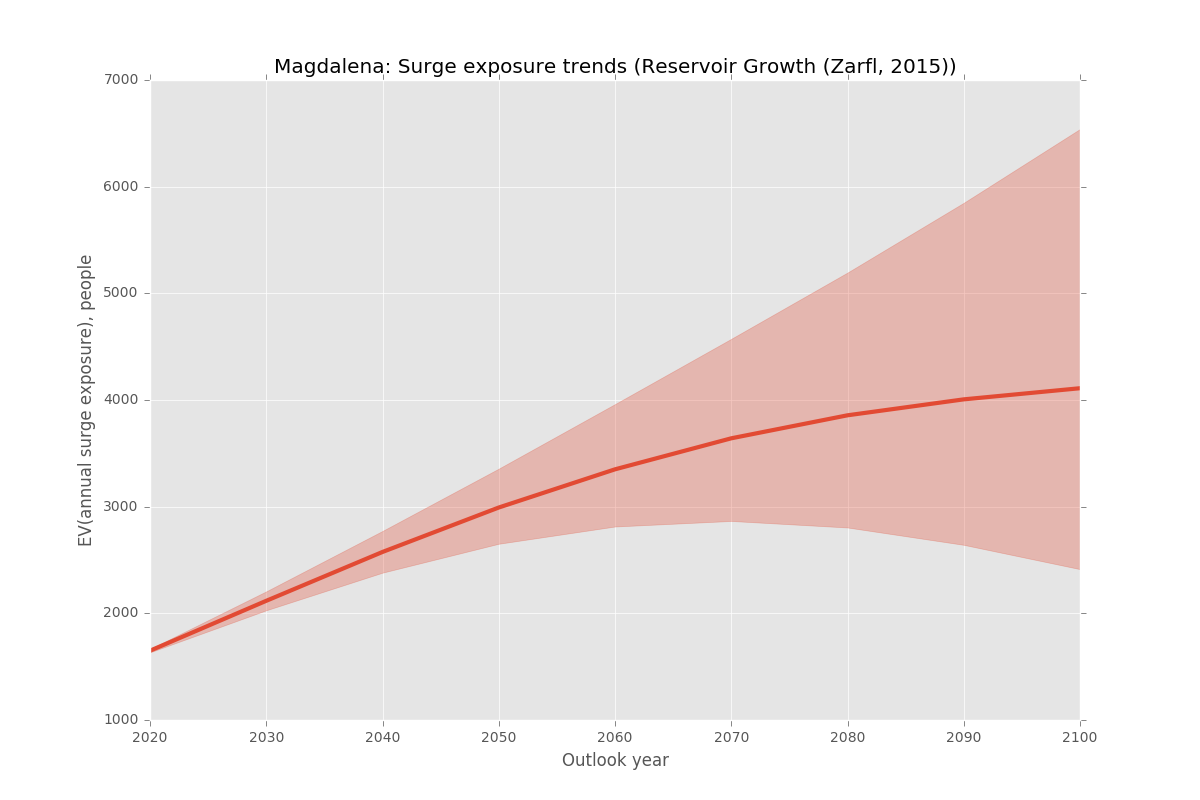 Magdalena: Surge exposure trends (Reservoir Growth (Zarfl, 2015))
7000
6000
5000
4000
3000
2000
1000
EV(annual surge exposure), people
2020 2030 2040 2050 2060 2070 2080 2090 2100
Outlook year